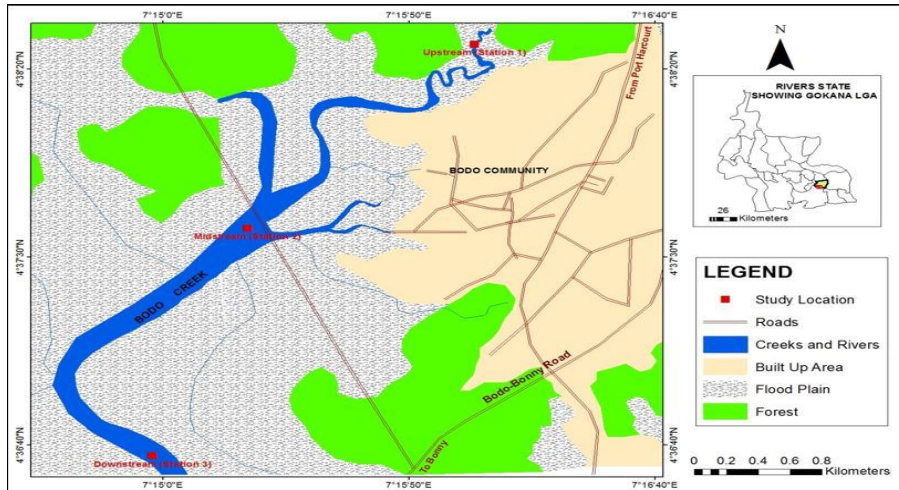 7°15'0"E
7°15'50"E
7°16'40"E
4°38'20"N
4°37'30"N
4°36'40"N
4°38'20"N
4°37'30"N
4°36'40"N
7°15'0"E
7°15'50"E
7°16'40"E
Upstream (Station 1)
From Port Harcourt
BODO COMMUNITY
Midstream (Station 2)
BODO CREEK
Bodo-Bonny Road
To Bonny
Downstream (Station 3)
N
RIVERS STATE
SHOWING GOKANA LGA
26
Kilometers
LEGEND
Study Location
Roads
Creeks and Rivers
Built Up Area
Flood Plain
Forest
0 0.2 0.4 0.6 0.8
Kilometers